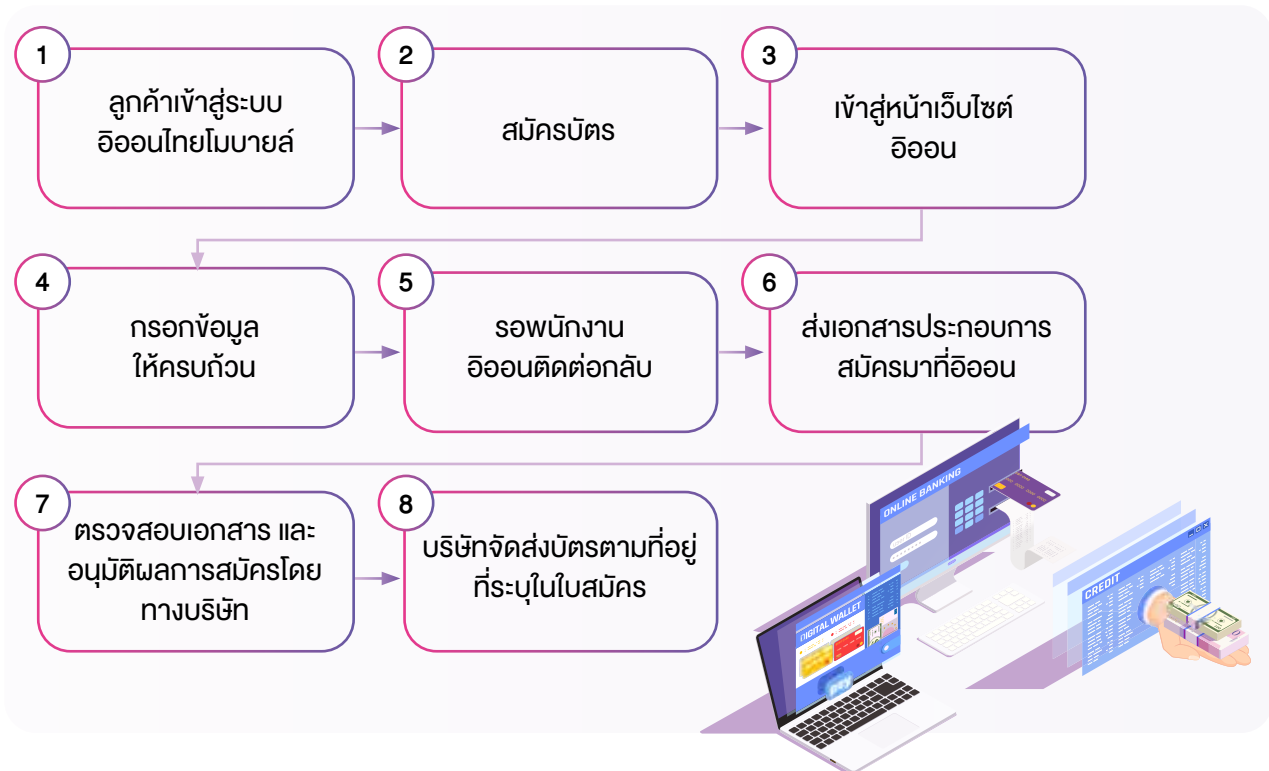 1
ลูกค้าเข้าสู่ระบบ
อิออนไทยโมบายล์
2
สมัครบัตร
3
เข้าสู่หน้าเว็บไซต์
อิออน
4
กรอกข้อมูล
ให้ครบถ้วน
5
รอพนักงาน
อิออนติดต่อกลับ
6
ส่งเอกสารประกอบการ
สมัครมาที่อิออน
7
ตรวจสอบเอกสาร และ
อนุมัติผลการสมัครโดย
ทางบริษัท
8
บริษัทจัดส่งบัตรตามที่อยู่
ที่ระบุในใบสมัคร
ONLINE BANKING
CREDIT
DIGITAL WALLET